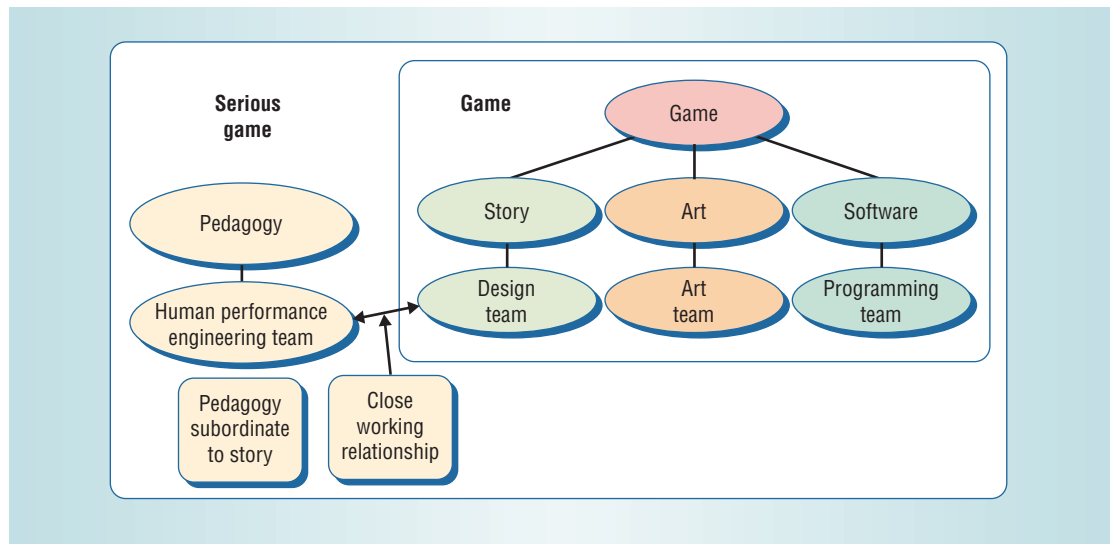 Serious
game
Game
Game
Story
Art
Software
Pedagogy
Design
team
Art
team
Programming
team
Human performance
engineering team
Pedagogy
subordinate
to story
Close
working
relationship